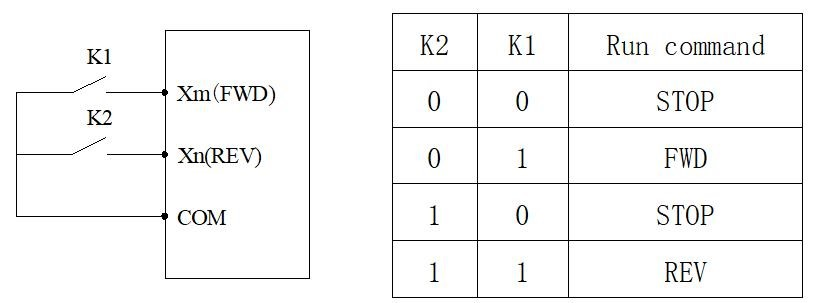 K1
Xm(FWD)
K2
Xn(REV)
COM
K2 K1 Run command
0 0 STOP
0 1 FWD
1 0 STOP
1 1 REV